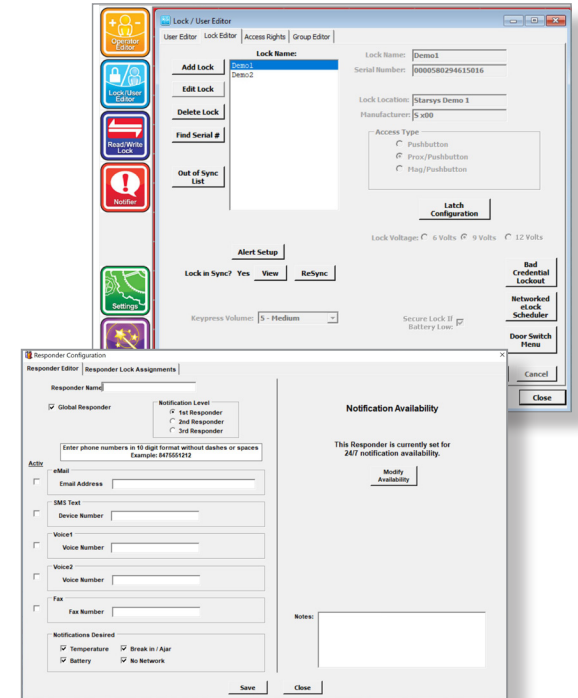 Operator
Editor
Lock/User
Editor
Read/Write
Lock
Notifier
Settings
Lock / User Editor
User Editor Lock Editor Access Rights Group Editor
Lock Name:
Demo1
Demo2
Add Lock
Edit Lock
Delete Lock
Find Serial #
Out of Sync
List
Alert Setup
Lock in Sync? Yes View ReSync
Keypress Volume: 5 - Medium
Lock Name: Demo1
Serial Number: 0000580294615016
Lock Location: Starsys Demo 1
Manufacturer: S x00
Access Type
Pushbutton
Prox/Pushbutton
Mag/Pushbutton
Latch
Configuration
Lock Voltage: 6 Volts 9 Volts 12 Volts
Secure Lock If
Battery Low:
Bad
Credential
Lockout
Networked
eLock
Scheduler
Door Switch
Menu
Cancel
Close
Responder Configuration
Responder Editor Responder Lock Assignments
Responder Name
Global Responder
Notification Level
1st Responder
2nd Responder
3rd Responder
Enter phone numbers in 10 digit format without dashes or spaces
Example: 8475551212
Activ
eMail
Email Address
SMS Text
Device Number
Voice1
Voice Number
Voice2
Voice Number
Fax
Fax Number
Notifications Desired
Temperature Break in / Ajar
Battery No Network
Notification Availability
This Responder is currently set for
24/7 notification availability.
Modify
Availability
Notes:
Save Close